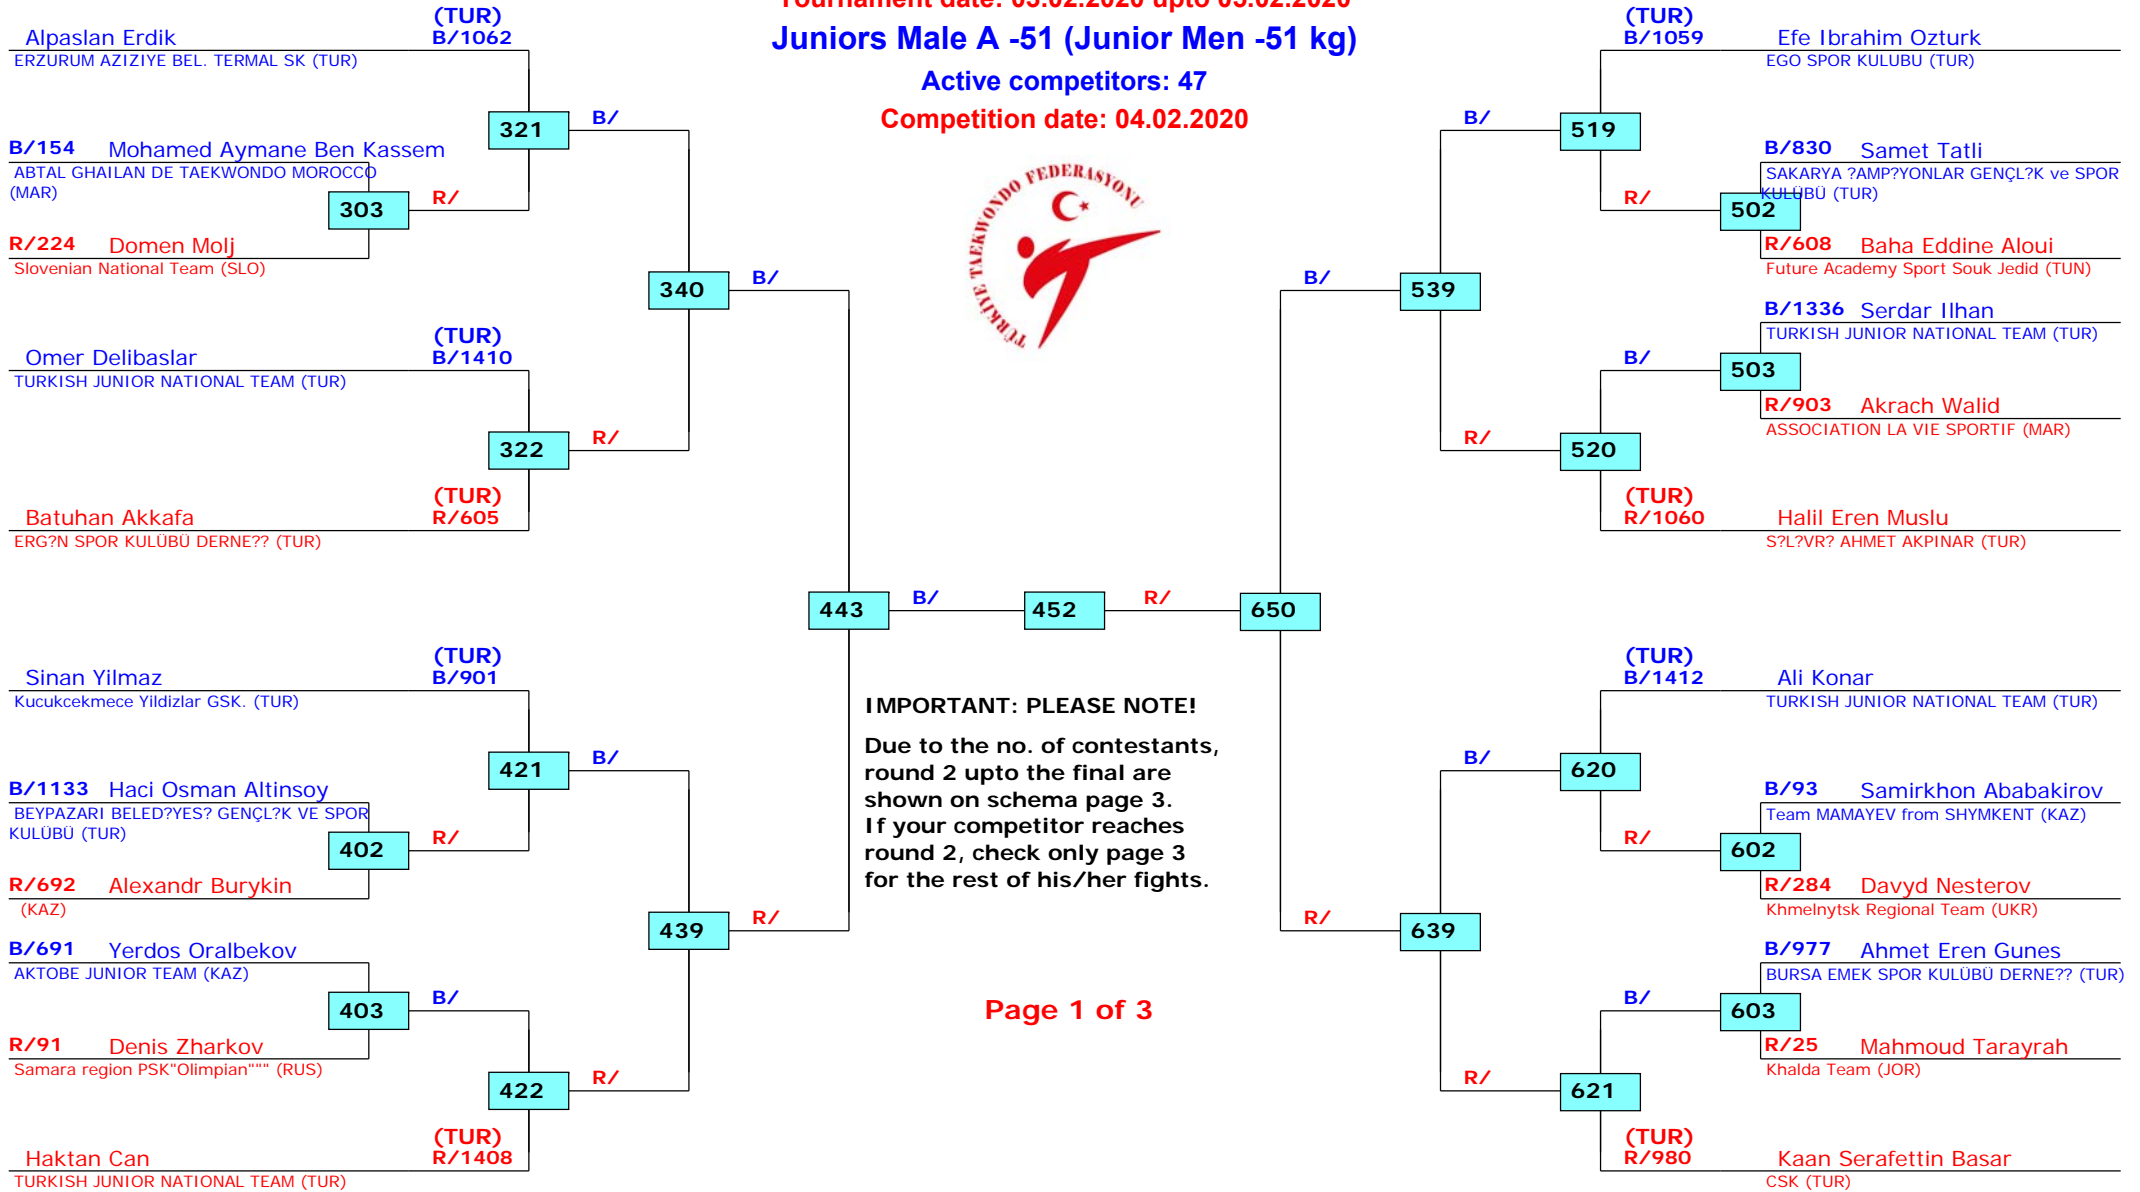 Tournament date: 03.02.2020 upto 05.02.2020
Juniors Male A -51 (Junior Men -51 kg)
Active competitors: 47
Competition date: 04.02.2020
TÜRKİYE TAEKWONDO FEDERASYONU
(TUR)
Alpaslan Erdik B/1062
ERZURUM AZIZIYE BEL. TERMAL SK (TUR)
321 B/
B/154 Mohamed Aymane Ben Kassem
ABTAL GHAILAN DE TAEKWONDO MOROCCO
(MAR)
303 R/
R/224 Domen Molj
Slovenian National Team (SLO)
340 B/
(TUR)
Omer Delibaslar B/1410
TURKISH JUNIOR NATIONAL TEAM (TUR)
322 R/
(TUR)
Batuhan Akkafa R/605
ERG?N SPOR KULÜBÜ DERNE?? (TUR)
443 B/ 452 R/ 650
(TUR)
Sinan Yilmaz B/901
Kucukcekmece Yildizlar GSK. (TUR)
421 B/
B/1133 Haci Osman Altinsoy
BEYPAZARI BELED?YES? GENÇL?K VE SPOR
KULÜBÜ (TUR)
402 R/
R/692 Alexandr Burykin
(KAZ)
439 R/
B/691 Yerdos Oralbekov
AKTOBE JUNIOR TEAM (KAZ)
403 B/
R/91 Denis Zharkov
Samara region PSK"Olimpian""" (RUS)
422 R/
(TUR)
Haktan Can R/1408
TURKISH JUNIOR NATIONAL TEAM (TUR)
IMPORTANT: PLEASE NOTE!
Due to the no. of contestants,
round 2 upto the final are
shown on schema page 3.
If your competitor reaches
round 2, check only page 3
for the rest of his/her fights.
Page 1 of 3
(TUR)
B/1059 Efe Ibrahim Ozturk
EGO SPOR KULUBU (TUR)
B/ 519
B/830 Samet Tatli
SAKARYA ?AMP?YONLAR GENÇL?K ve SPOR
KULÜBÜ (TUR)
R/ 502
R/608 Baha Eddine Aloui
Future Academy Sport Souk Jedid (TUN)
B/ 539
B/1336 Serdar Ilhan
TURKISH JUNIOR NATIONAL TEAM (TUR)
B/ 503
R/903 Akrach Walid
ASSOCIATION LA VIE SPORTIF (MAR)
R/ 520
(TUR)
R/1060 Halil Eren Muslu
S?L?VR? AHMET AKPINAR (TUR)
(TUR)
B/1412 Ali Konar
TURKISH JUNIOR NATIONAL TEAM (TUR)
B/ 620
B/93 Samirkhon Ababakirov
Team MAMAYEV from SHYMKENT (KAZ)
R/ 602
R/284 Davyd Nesterov
Khmelnytsk Regional Team (UKR)
R/ 639
B/977 Ahmet Eren Gunes
BURSA EMEK SPOR KULÜBÜ DERNE?? (TUR)
B/ 603
R/25 Mahmoud Tarayrah
Khalda Team (JOR)
R/ 621
(TUR)
R/980 Kaan Serafettin Basar
CSK (TUR)